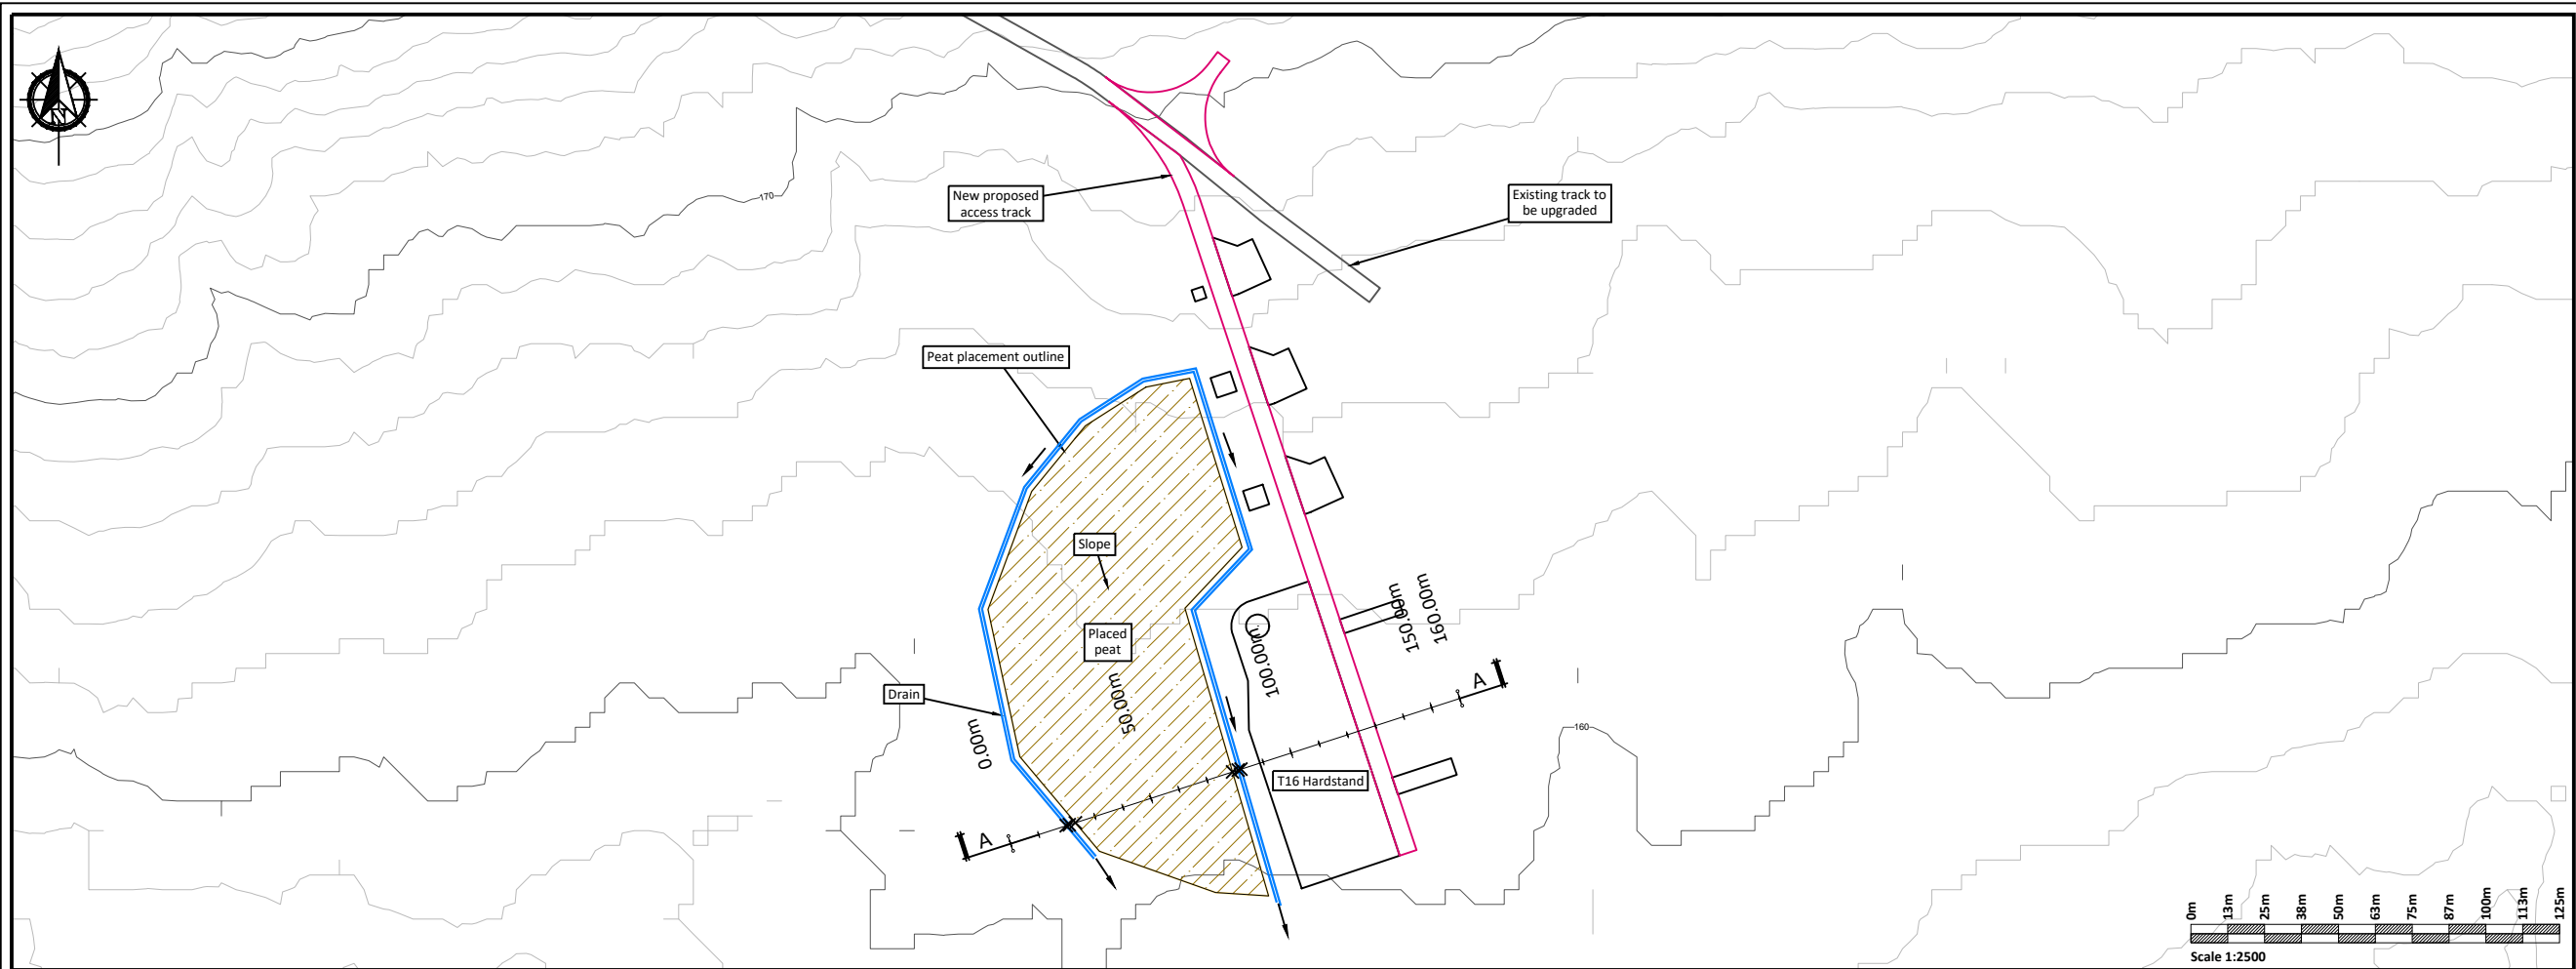 N
170
New proposed
access track
Existing track to
be upgraded
Peat placement outline
Slope
Placed
peat
Drain
0.00m
50.00m
100.00m
150.00m
160.00m
A
A
160
T16 Hardstand
0m
13m
25m
38m
50m
63m
75m
87m
100m
113m
125m
Scale 1:2500